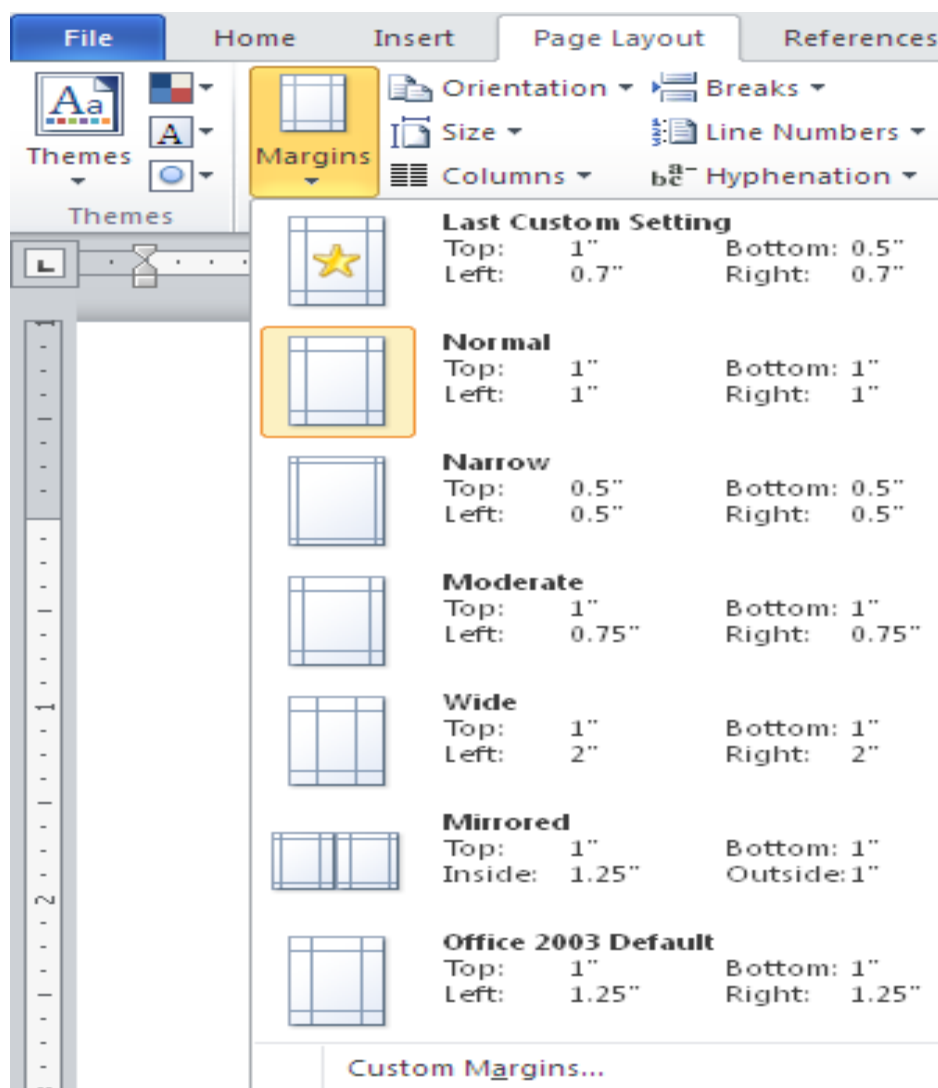 File Home Insert Page Layout References
Aa Orientation Breaks
A Size Line Numbers
Themes Margins Columns Hyphenation
Themes
Last Custom Setting
Top: 1" Bottom: 0.5"
Left: 0.7" Right: 0.7"
Normal
Top: 1" Bottom: 1"
Left: 1" Right: 1"
Narrow
Top: 0.5" Bottom: 0.5"
Left: 0.5" Right: 0.5"
Moderate
Top: 1" Bottom: 1"
Left: 0.75" Right: 0.75"
Wide
Top: 1" Bottom: 1"
Left: 2" Right: 2"
Mirrored
Top: 1" Bottom: 1"
Inside: 1.25" Outside: 1"
Office 2003 Default
Top: 1" Bottom: 1"
Left: 1.25" Right: 1.25"
Custom Margins...
1
1
2